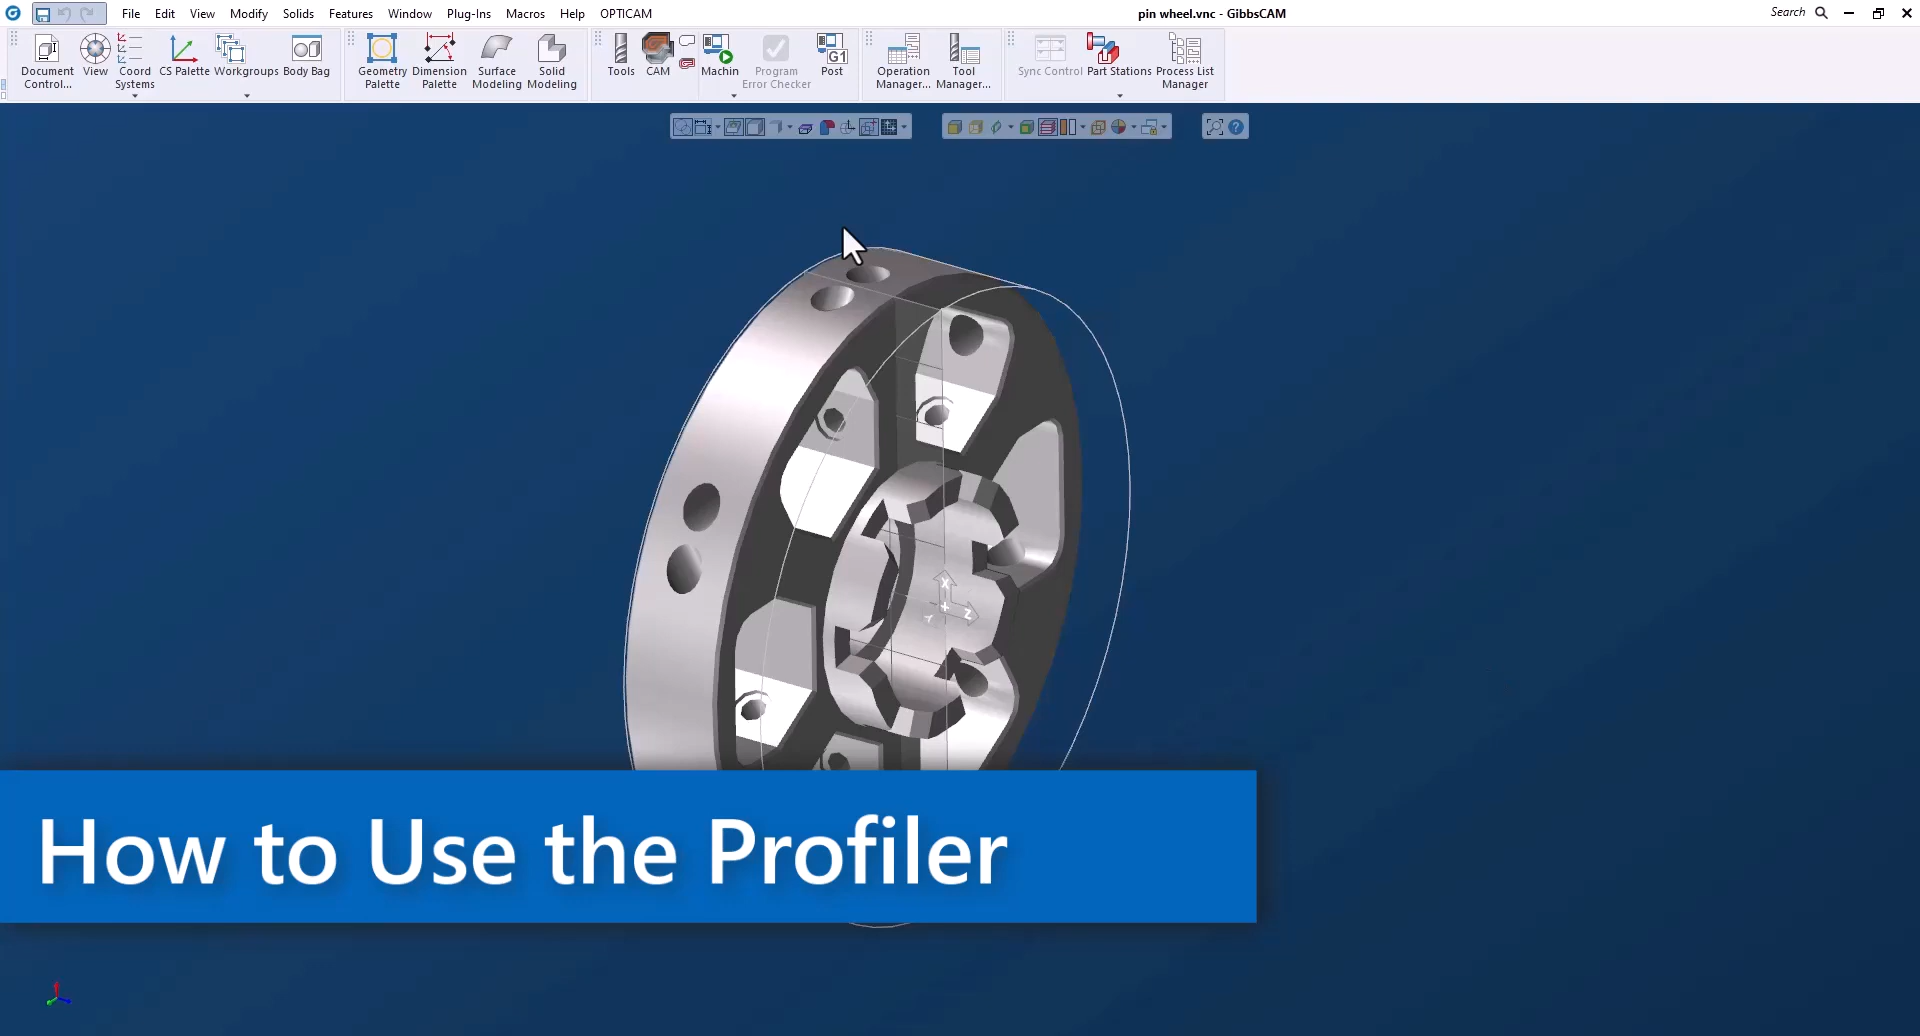 File Edit View Modify Solids Features Window Plug-Ins Macros Help OPTICAM
pin wheel.vnc - GibbsCAM
Search
Document Control...
View
Coord Systems
CS Palette
Workgroups
Body Bag
Geometry Palette
Dimension Palette
Surface Modeling
Solid Modeling
Tools
CAM
Machin
Program Error Checker
G1
Post
Operation Manager...
Tool Manager...
Sync Control
Part Stations
Process List Manager
X
Y
Z
How to Use the Profiler